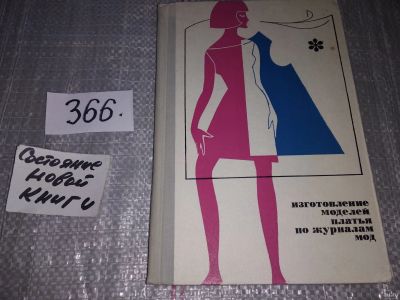 366.
Состояние
новой
книги
изготовление
моделей
платья
по журналам
мод